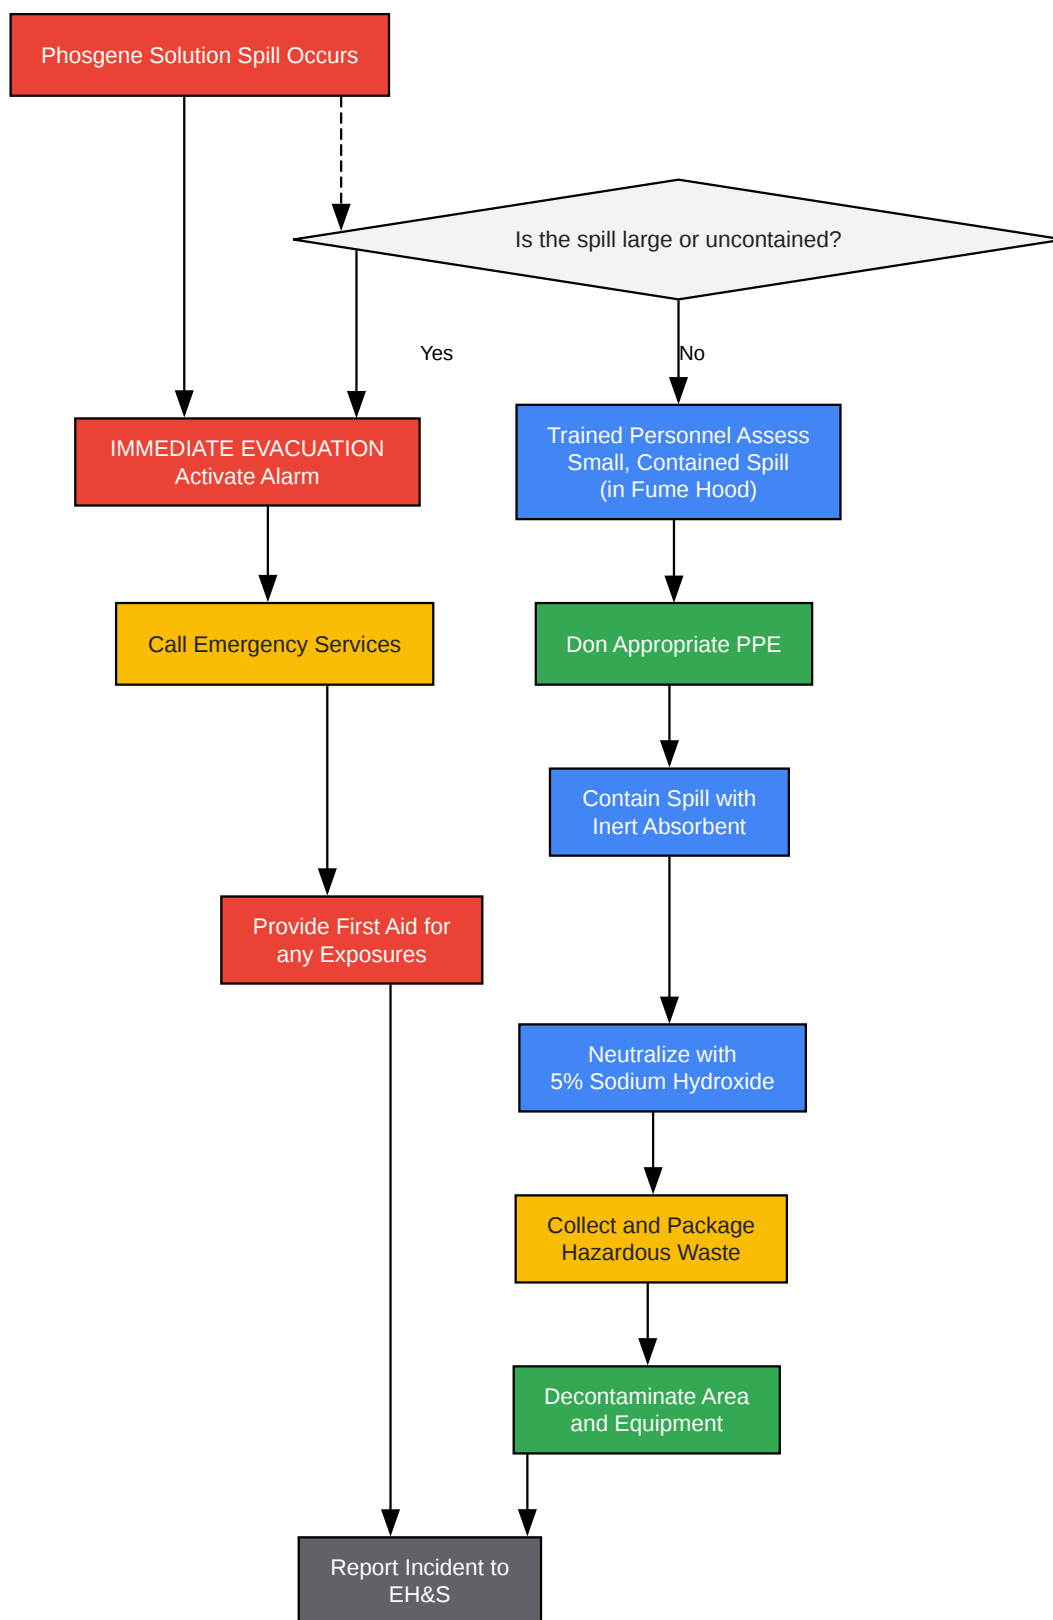 Phosgene Solution Spill Occurs
Is the spill large or uncontained?
Yes
No
IMMEDIATE EVACUATION
Activate Alarm
Trained Personnel Assess
Small, Contained Spill
(in Fume Hood)
Call Emergency Services
Don Appropriate PPE
Contain Spill with
Inert Absorbent
Provide First Aid for
any Exposures
Neutralize with
5% Sodium Hydroxide
Collect and Package
Hazardous Waste
Decontaminate Area
and Equipment
Report Incident to
EH&S